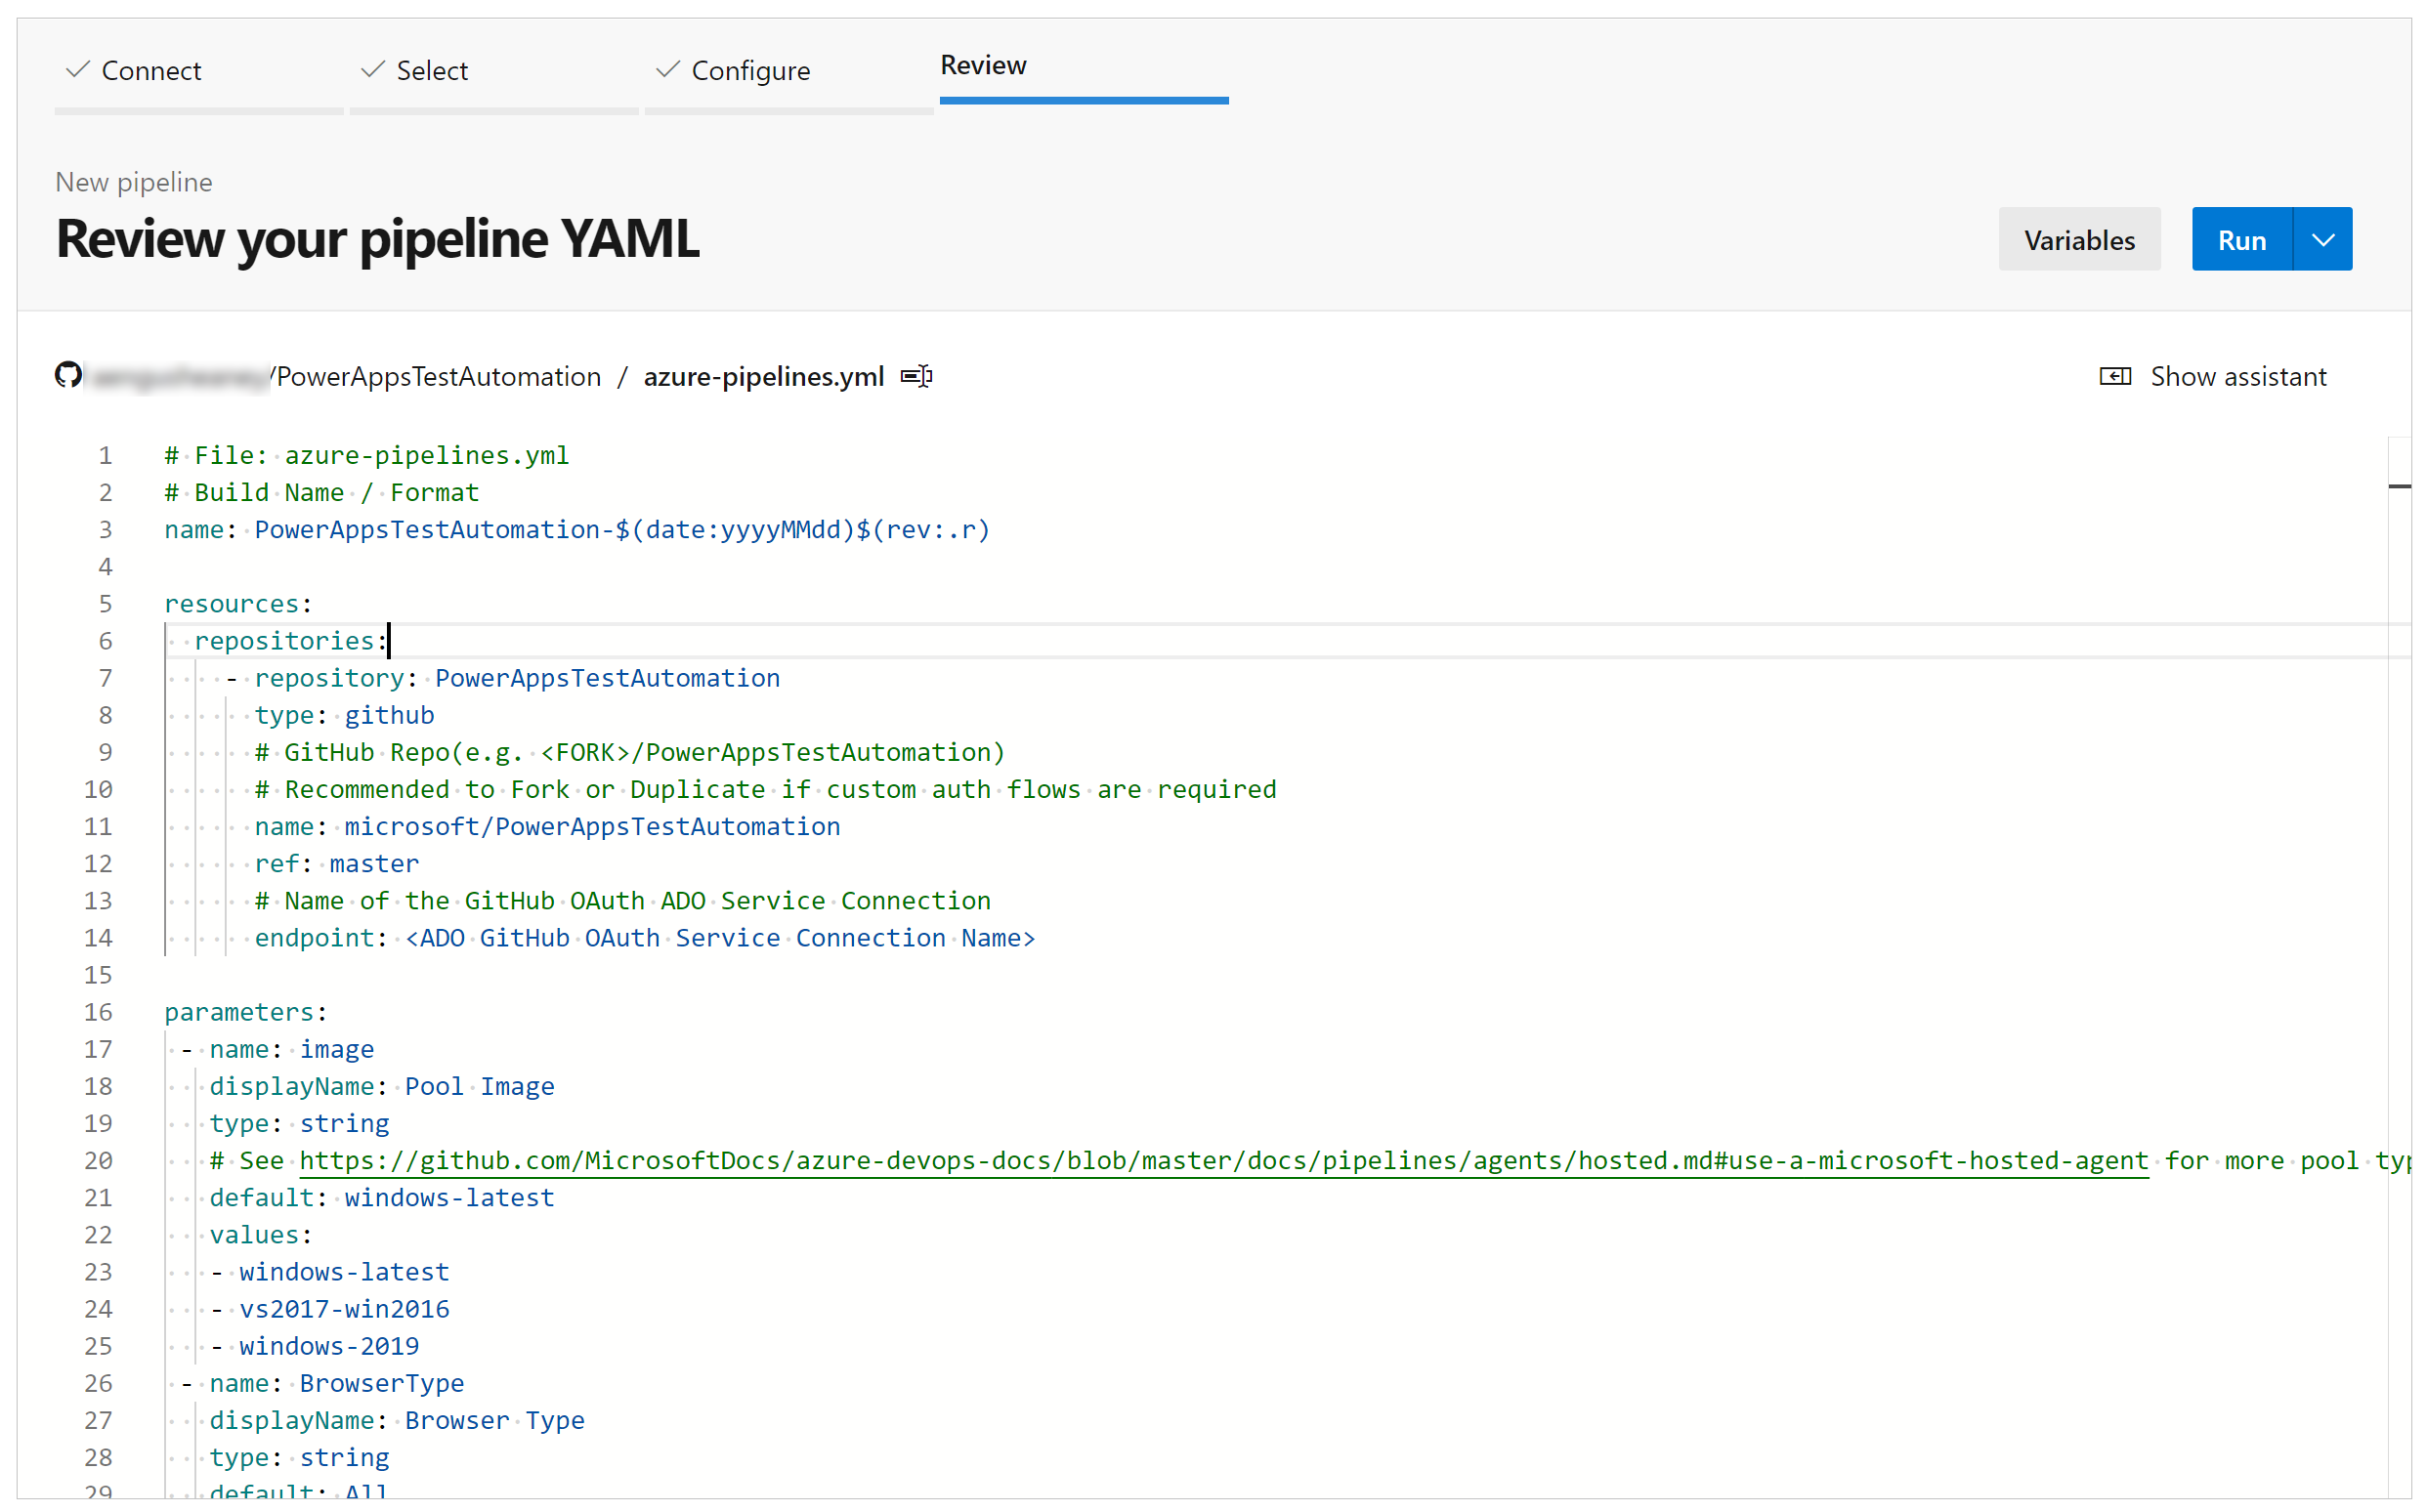 Connect Select Configure Review
New pipeline
Review your pipeline YAML
Variables Run
/PowerAppsTestAutomation / azure-pipelines.yml Show assistant
1 # File: azure-pipelines.yml
2 # Build Name / Format
3 name: PowerAppsTestAutomation-$(date:yyyyMMdd)$(rev:.r)
4
5 resources:
6 repositories:
7 - repository: PowerAppsTestAutomation
8 type: github
9 # GitHub Repo(e.g. <FORK>/PowerAppsTestAutomation)
10 # Recommended to Fork or Duplicate if custom auth flows are required
11 name: microsoft/PowerAppsTestAutomation
12 ref: master
13 # Name of the GitHub OAuth ADO Service Connection
14 endpoint: <ADO GitHub OAuth Service Connection Name>
15
16 parameters:
17 - name: image
18 displayName: Pool Image
19 type: string
20 # See https://github.com/MicrosoftDocs/azure-devops-docs/blob/master/docs/pipelines/agents/hosted.md#use-a-microsoft-hosted-agent for more pool typ
21 default: windows-latest
22 values:
23 - windows-latest
24 - vs2017-win2016
25 - windows-2019
26 - name: BrowserType
27 displayName: Browser Type
28 type: string
29 default: All